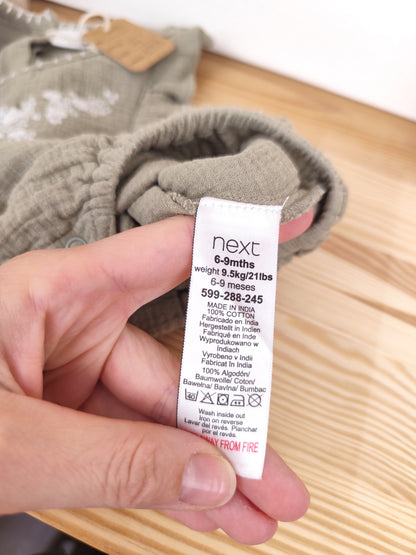 next
6-9mths
weight 9.5kg/21lbs
6-9 meses
599-288-245
MADE IN INDIA
100% COTTON
Fabricado en India
Hergestellt in Indien
Fabriqué en Inde
Wyprodukowano w
Indiach
Vyrobeno v Indii
Fabricat în India
100% Algodón/
Baumwolle/ Coton/
Bawełna/ Bavlna/ Bumbac
40
Wash inside out
Iron on reverse
Lavar del revés. Planchar
por el revés.
AWAY FROM FIRE